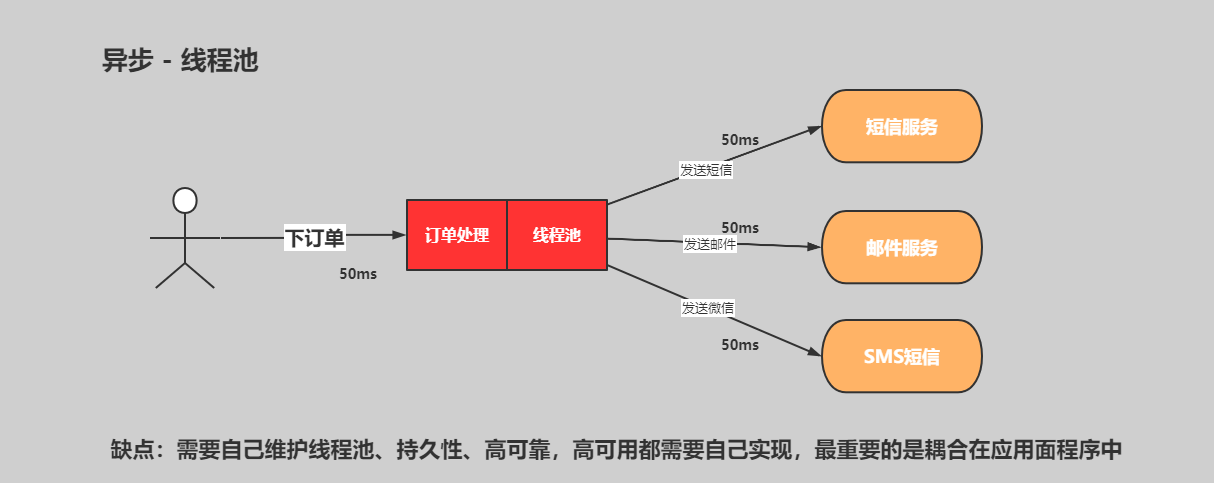 异步 - 线程池
下订单
50ms
订单处理
线程池
50ms
发送短信
短信服务
50ms
发送邮件
邮件服务
发送微信
50ms
SMS短信
缺点：需要自己维护线程池、持久性、高可靠，高可用都需要自己实现，最重要的是耦合在应用面程序中